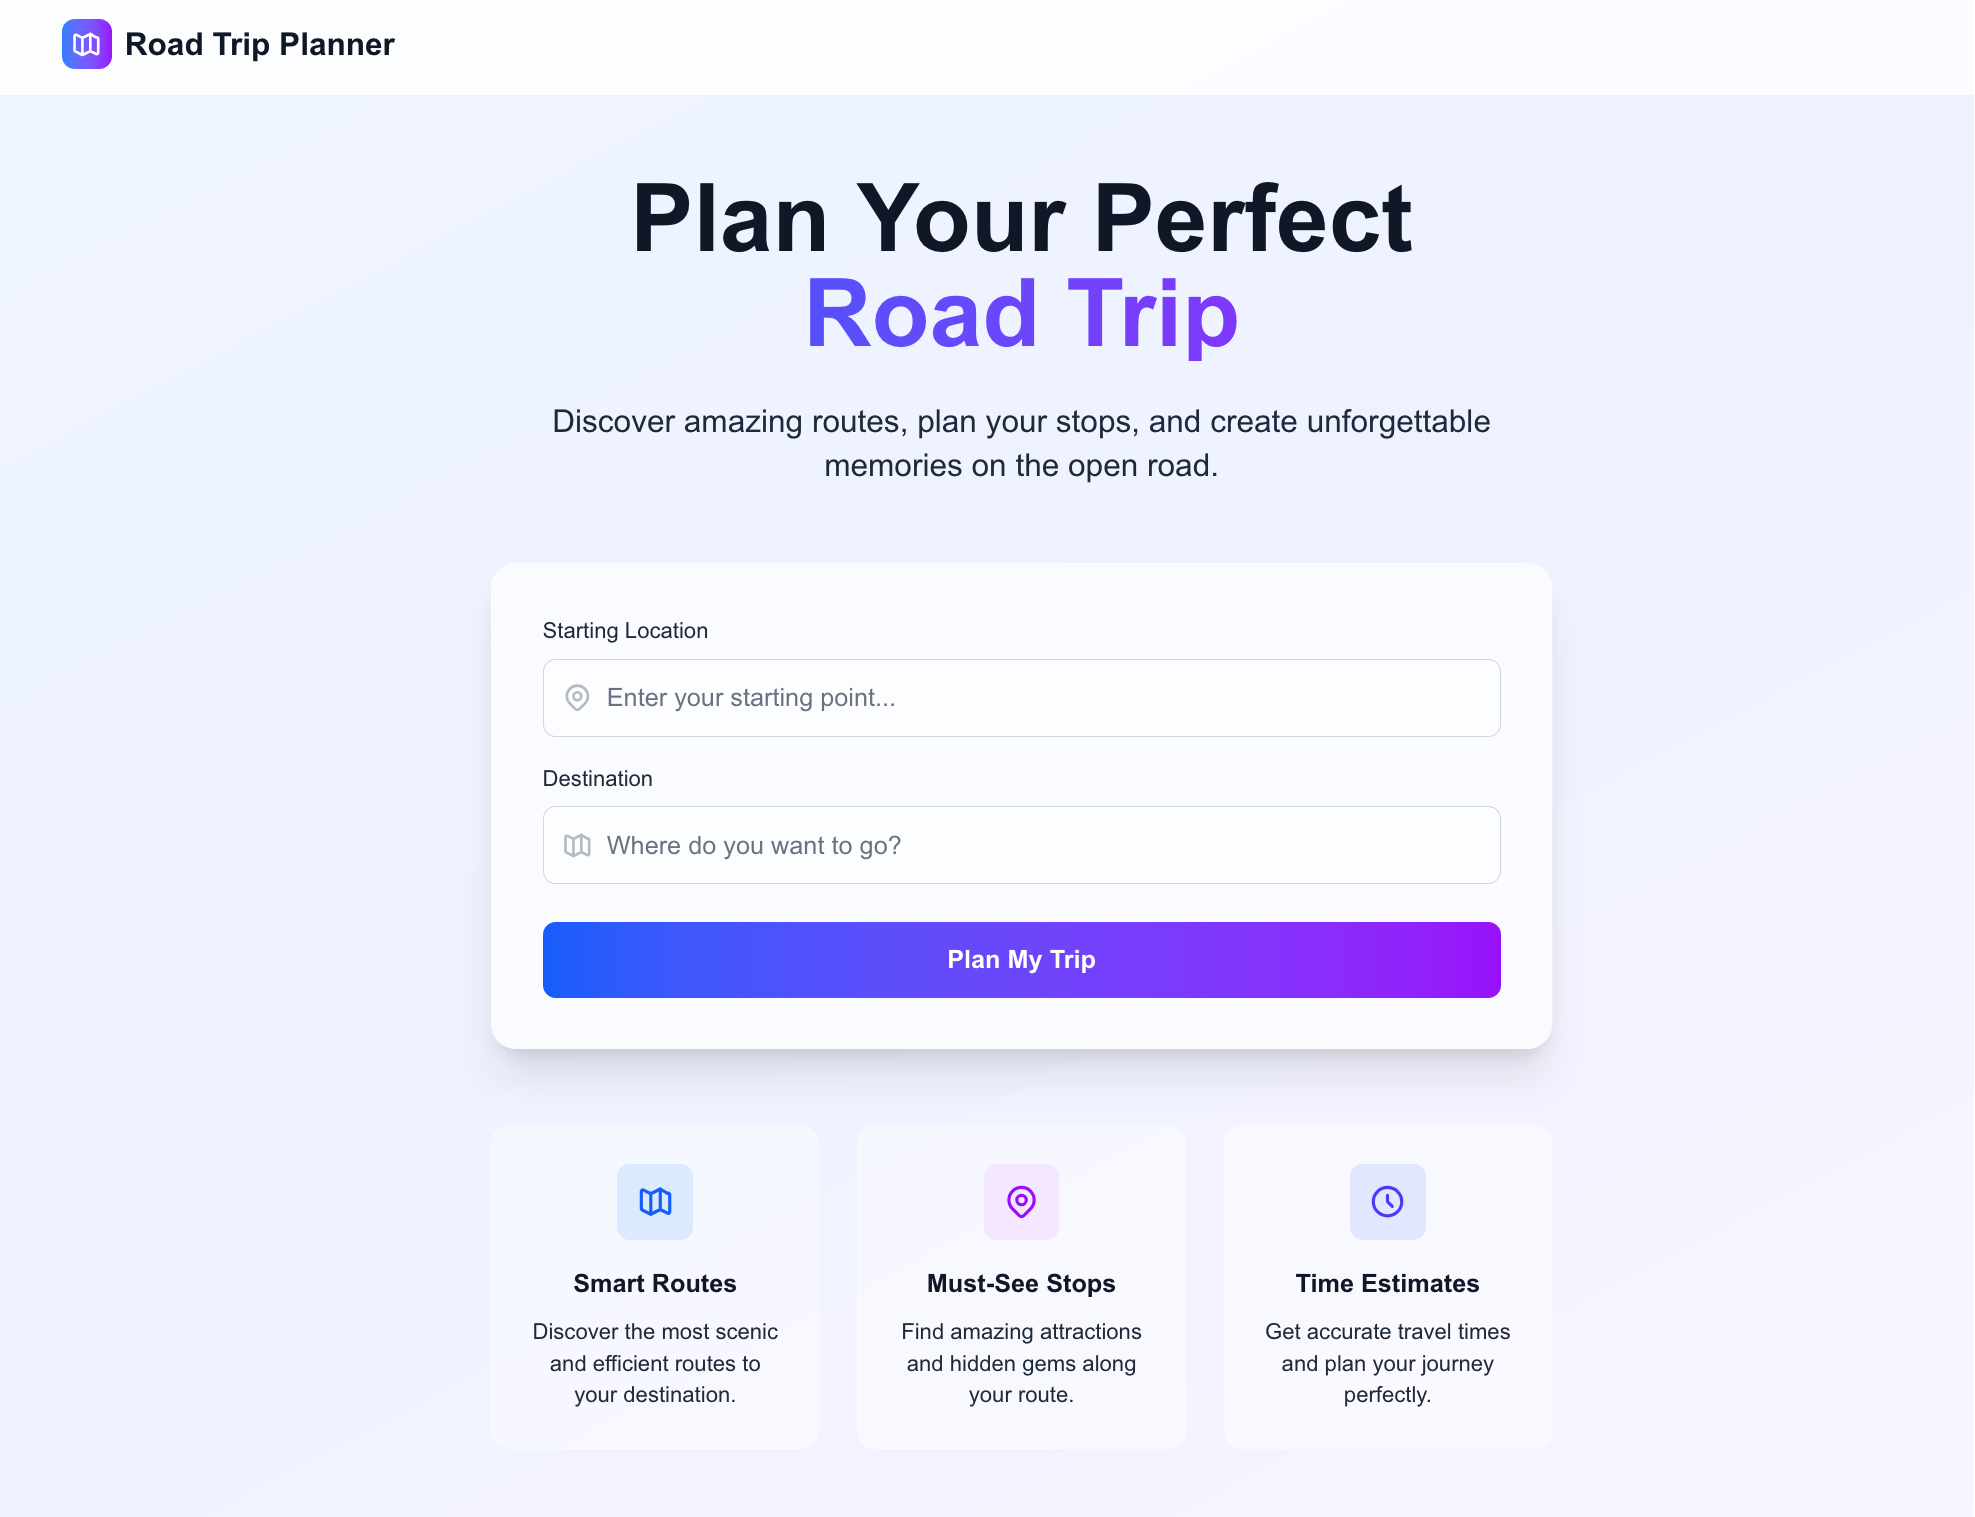 Road Trip Planner
Plan Your Perfect
Road Trip
Discover amazing routes, plan your stops, and create unforgettable
memories on the open road.
Starting Location
Enter your starting point...
Destination
Where do you want to go?
Plan My Trip
Smart Routes
Discover the most scenic
and efficient routes to
your destination.
Must-See Stops
Find amazing attractions
and hidden gems along
your route.
Time Estimates
Get accurate travel times
and plan your journey
perfectly.